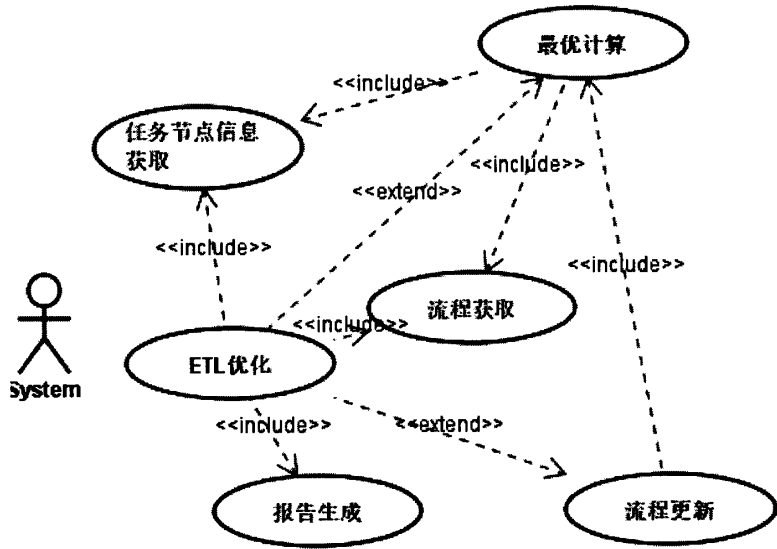 最优计算
<<include>>
任务节点信息
获取
<<include>>
<<extend>>
<<include>>
<<include>>
流程获取
<<include>>
ETL优化
System
<<include>>
<<extend>>
报告生成
流程更新